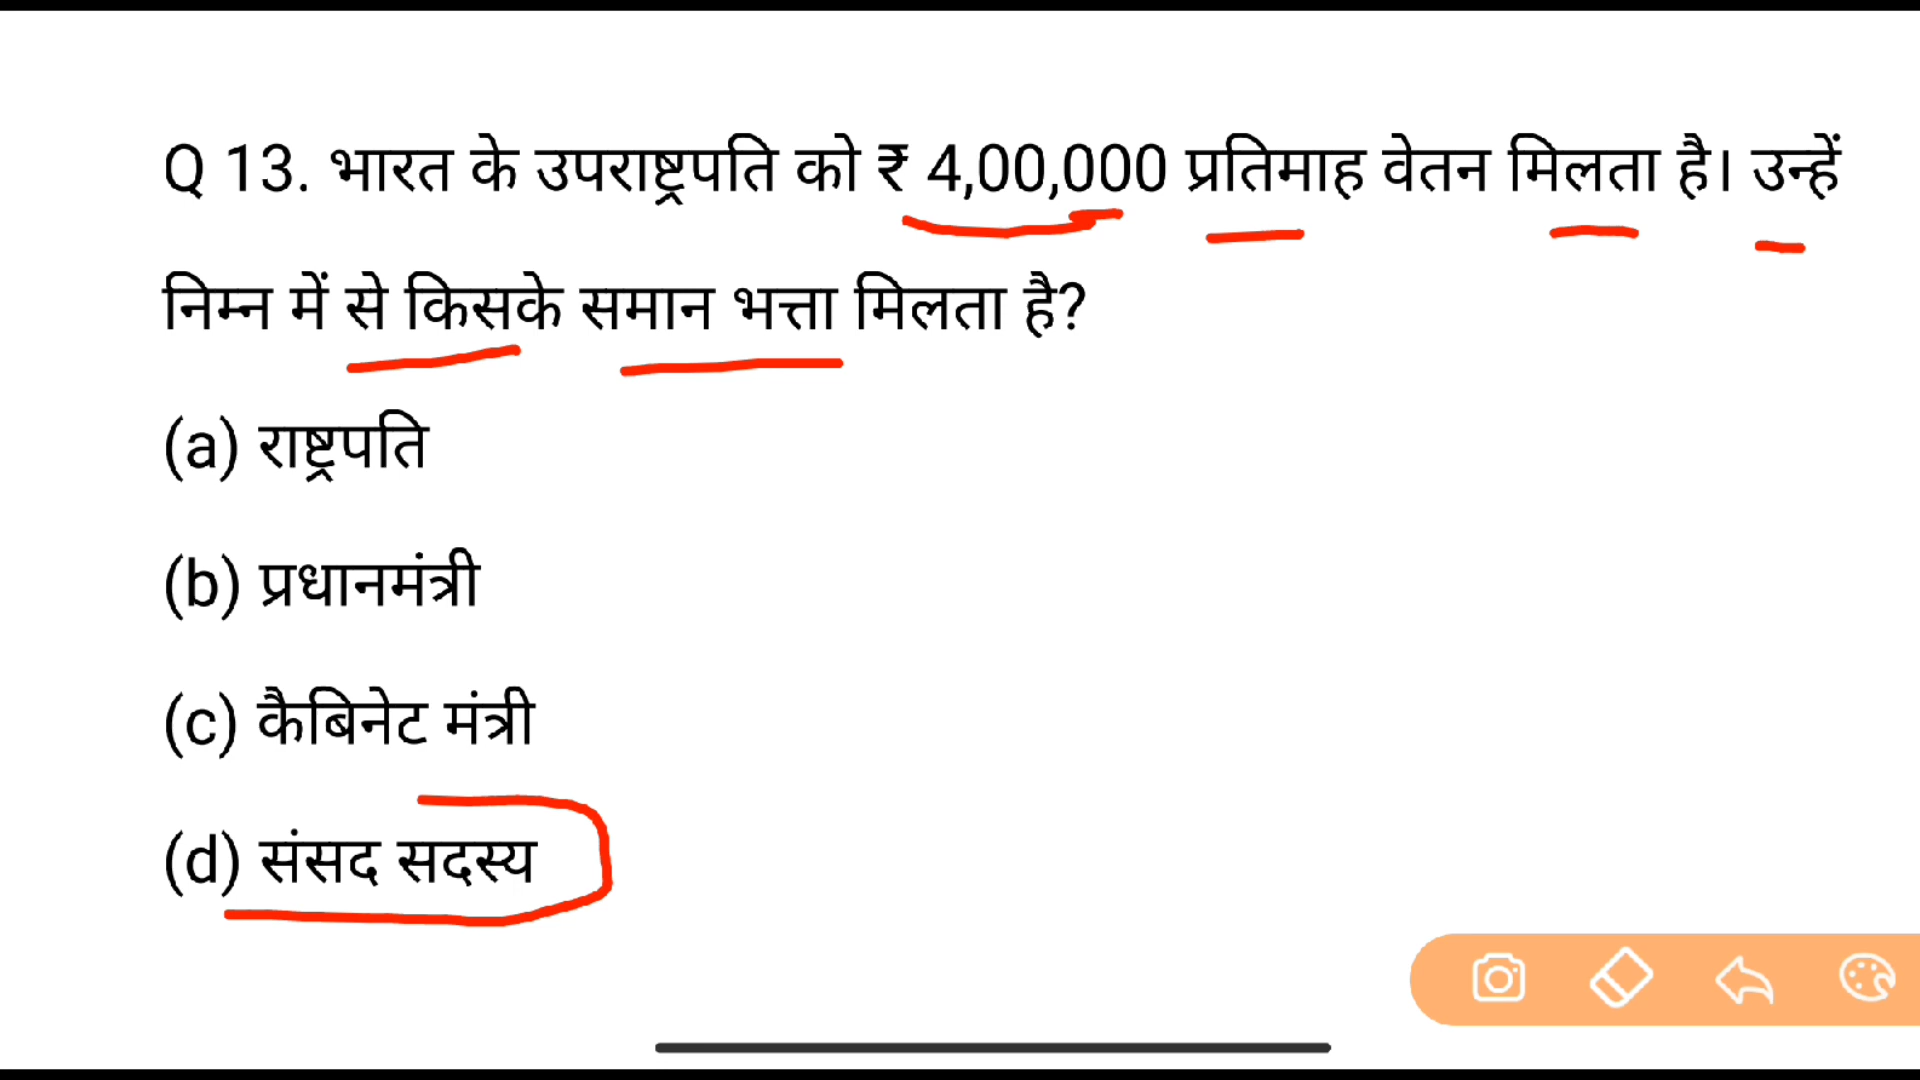 Q 13. भारत के उपराष्ट्रपति को ₹ 4,00,000 प्रतिमाह वेतन मिलता है। उन्हें
निम्न में से किसके समान भत्ता मिलता है?
(a) राष्ट्रपति
(b) प्रधानमंत्री
(c) कैबिनेट मंत्री
(d) संसद सदस्य